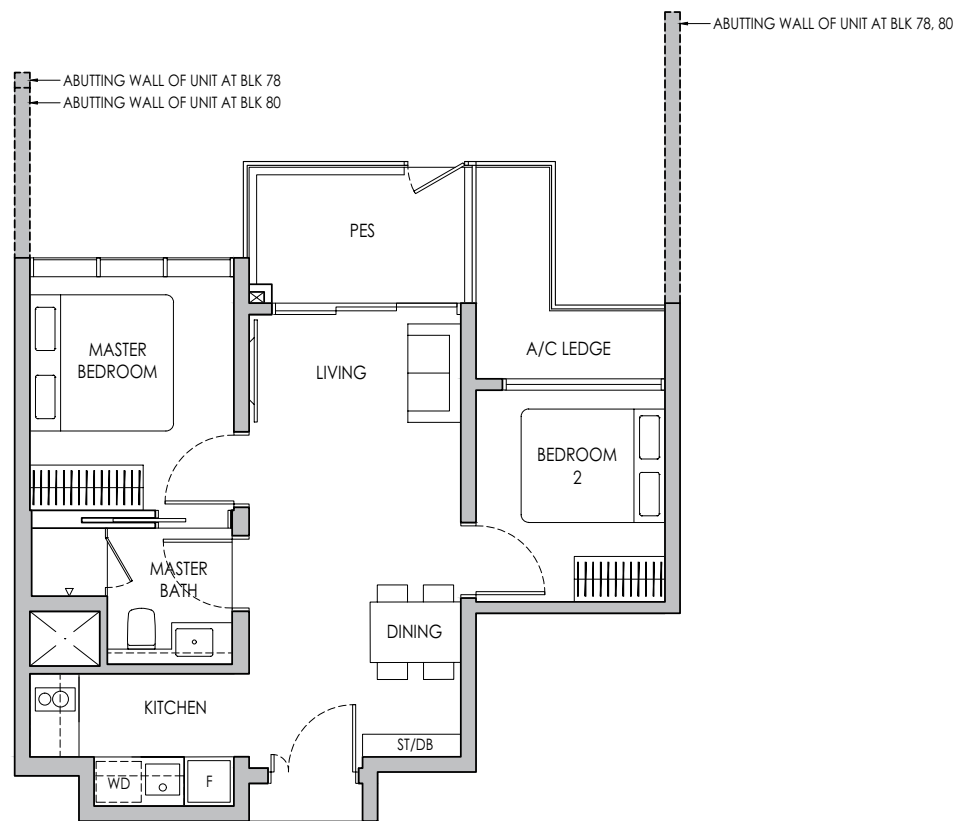 ABUTTING WALL OF UNIT AT BLK 78, 80
ABUTTING WALL OF UNIT AT BLK 78
ABUTTING WALL OF UNIT AT BLK 80
PES
MASTER
BEDROOM
LIVING
A/C LEDGE
BEDROOM
2
MASTER
BATH
DINING
KITCHEN
ST/DB
WD
F